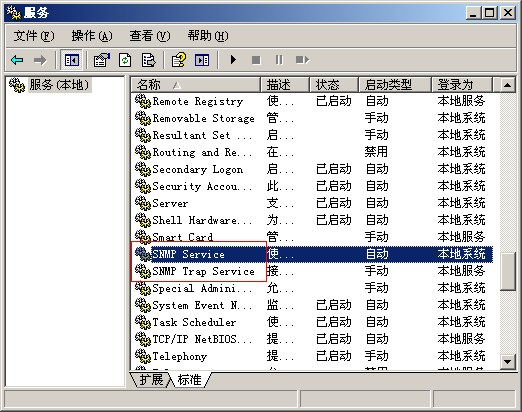 服务
文件(F) 操作(A) 查看(V) 帮助(H)
服务(本地)
名称 描述 状态 启动类型 登录为
Remote Registry 使... 已启动 自动 本地服务
Removable Storage 管... 手动 本地系统
Resultant Set ... 启... 手动 本地系统
Routing and Re... 在... 禁用 本地系统
Secondary Logon 启... 已启动 自动 本地系统
Security Accou... 此... 已启动 自动 本地系统
Server 支... 已启动 自动 本地系统
Shell Hardware... 为... 已启动 自动 本地系统
Smart Card 管... 手动 本地服务
SNMP Service 使... 自动 本地系统
SNMP Trap Service 接... 手动 本地服务
Special Admini... 允... 手动 本地系统
System Event N... 监... 已启动 自动 本地系统
Task Scheduler 使... 已启动 自动 本地系统
TCP/IP NetBIOS... 提... 已启动 自动 本地服务
Telephony 提... 已启动 手动 本地系统
扩展 标准